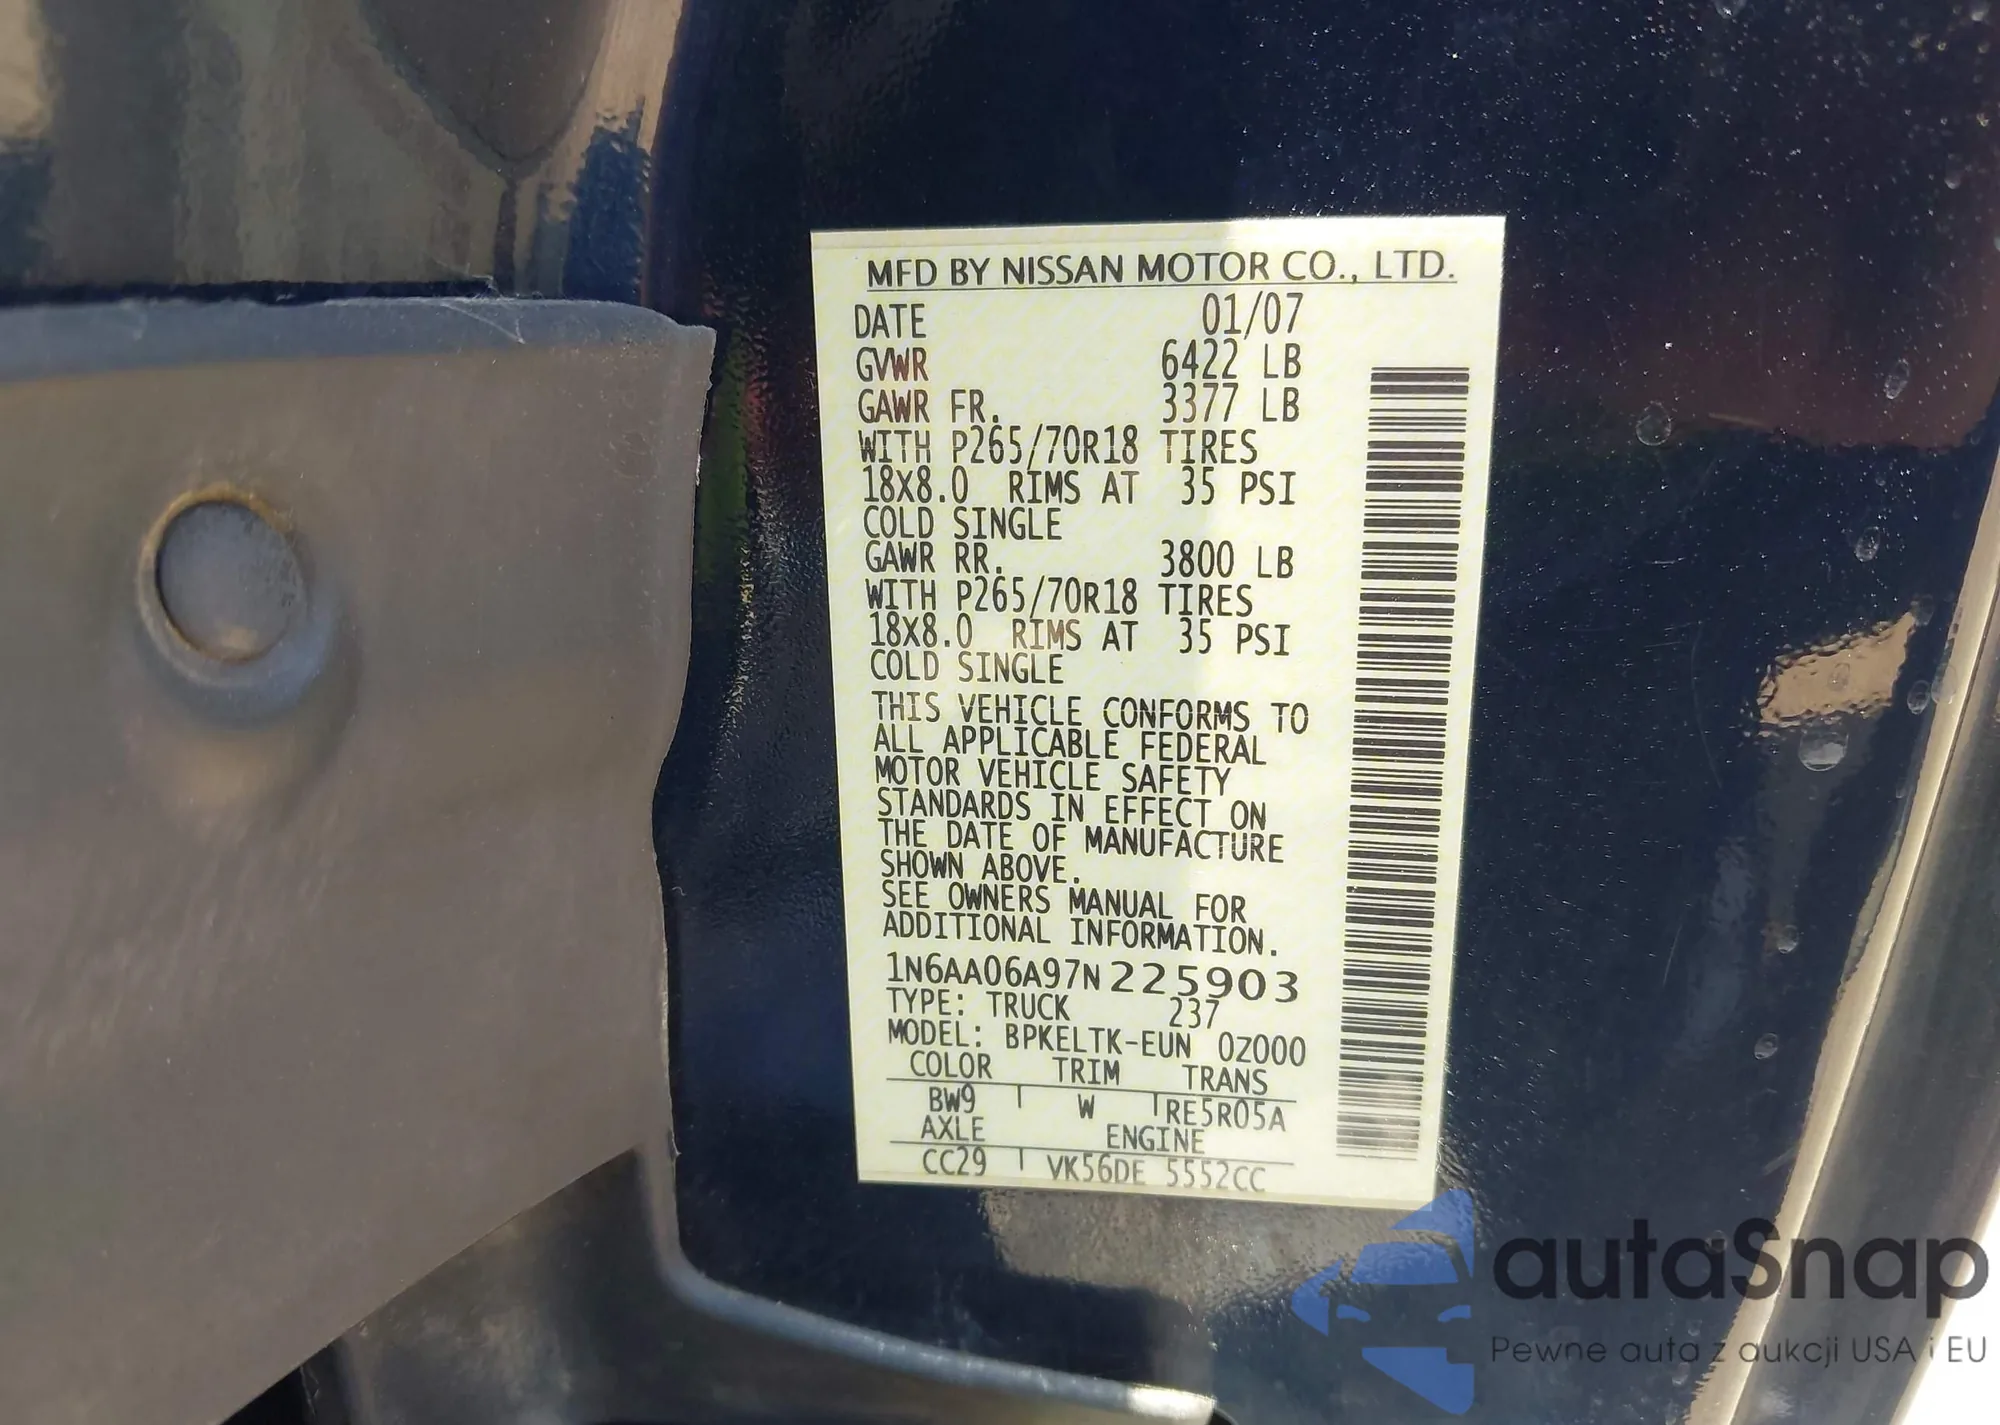 MFD BY NISSAN MOTOR CO., LTD.
DATE 01/07
GVWR 6422 LB
GAWR FR. 3377 LB
WITH P265/70R18 TIRES
18X8.0 RIMS AT 35 PSI
COLD SINGLE
GAWR RR. 3800 LB
WITH P265/70R18 TIRES
18X8.0 RIMS AT 35 PSI
COLD SINGLE
THIS VEHICLE CONFORMS TO
ALL APPLICABLE FEDERAL
MOTOR VEHICLE SAFETY
STANDARDS IN EFFECT ON
THE DATE OF MANUFACTURE
SHOWN ABOVE.
SEE OWNERS MANUAL FOR
ADDITIONAL INFORMATION.
1N6AA06A97N225903
TYPE: TRUCK 237
MODEL: BPKELTK-EUN 0Z000
COLOR TRIM TRANS
BW9 W RE5R05A
AXLE ENGINE
CC29 VK56DE 5552CC
autaSnap
Pewne auta z aukcji USA i EU